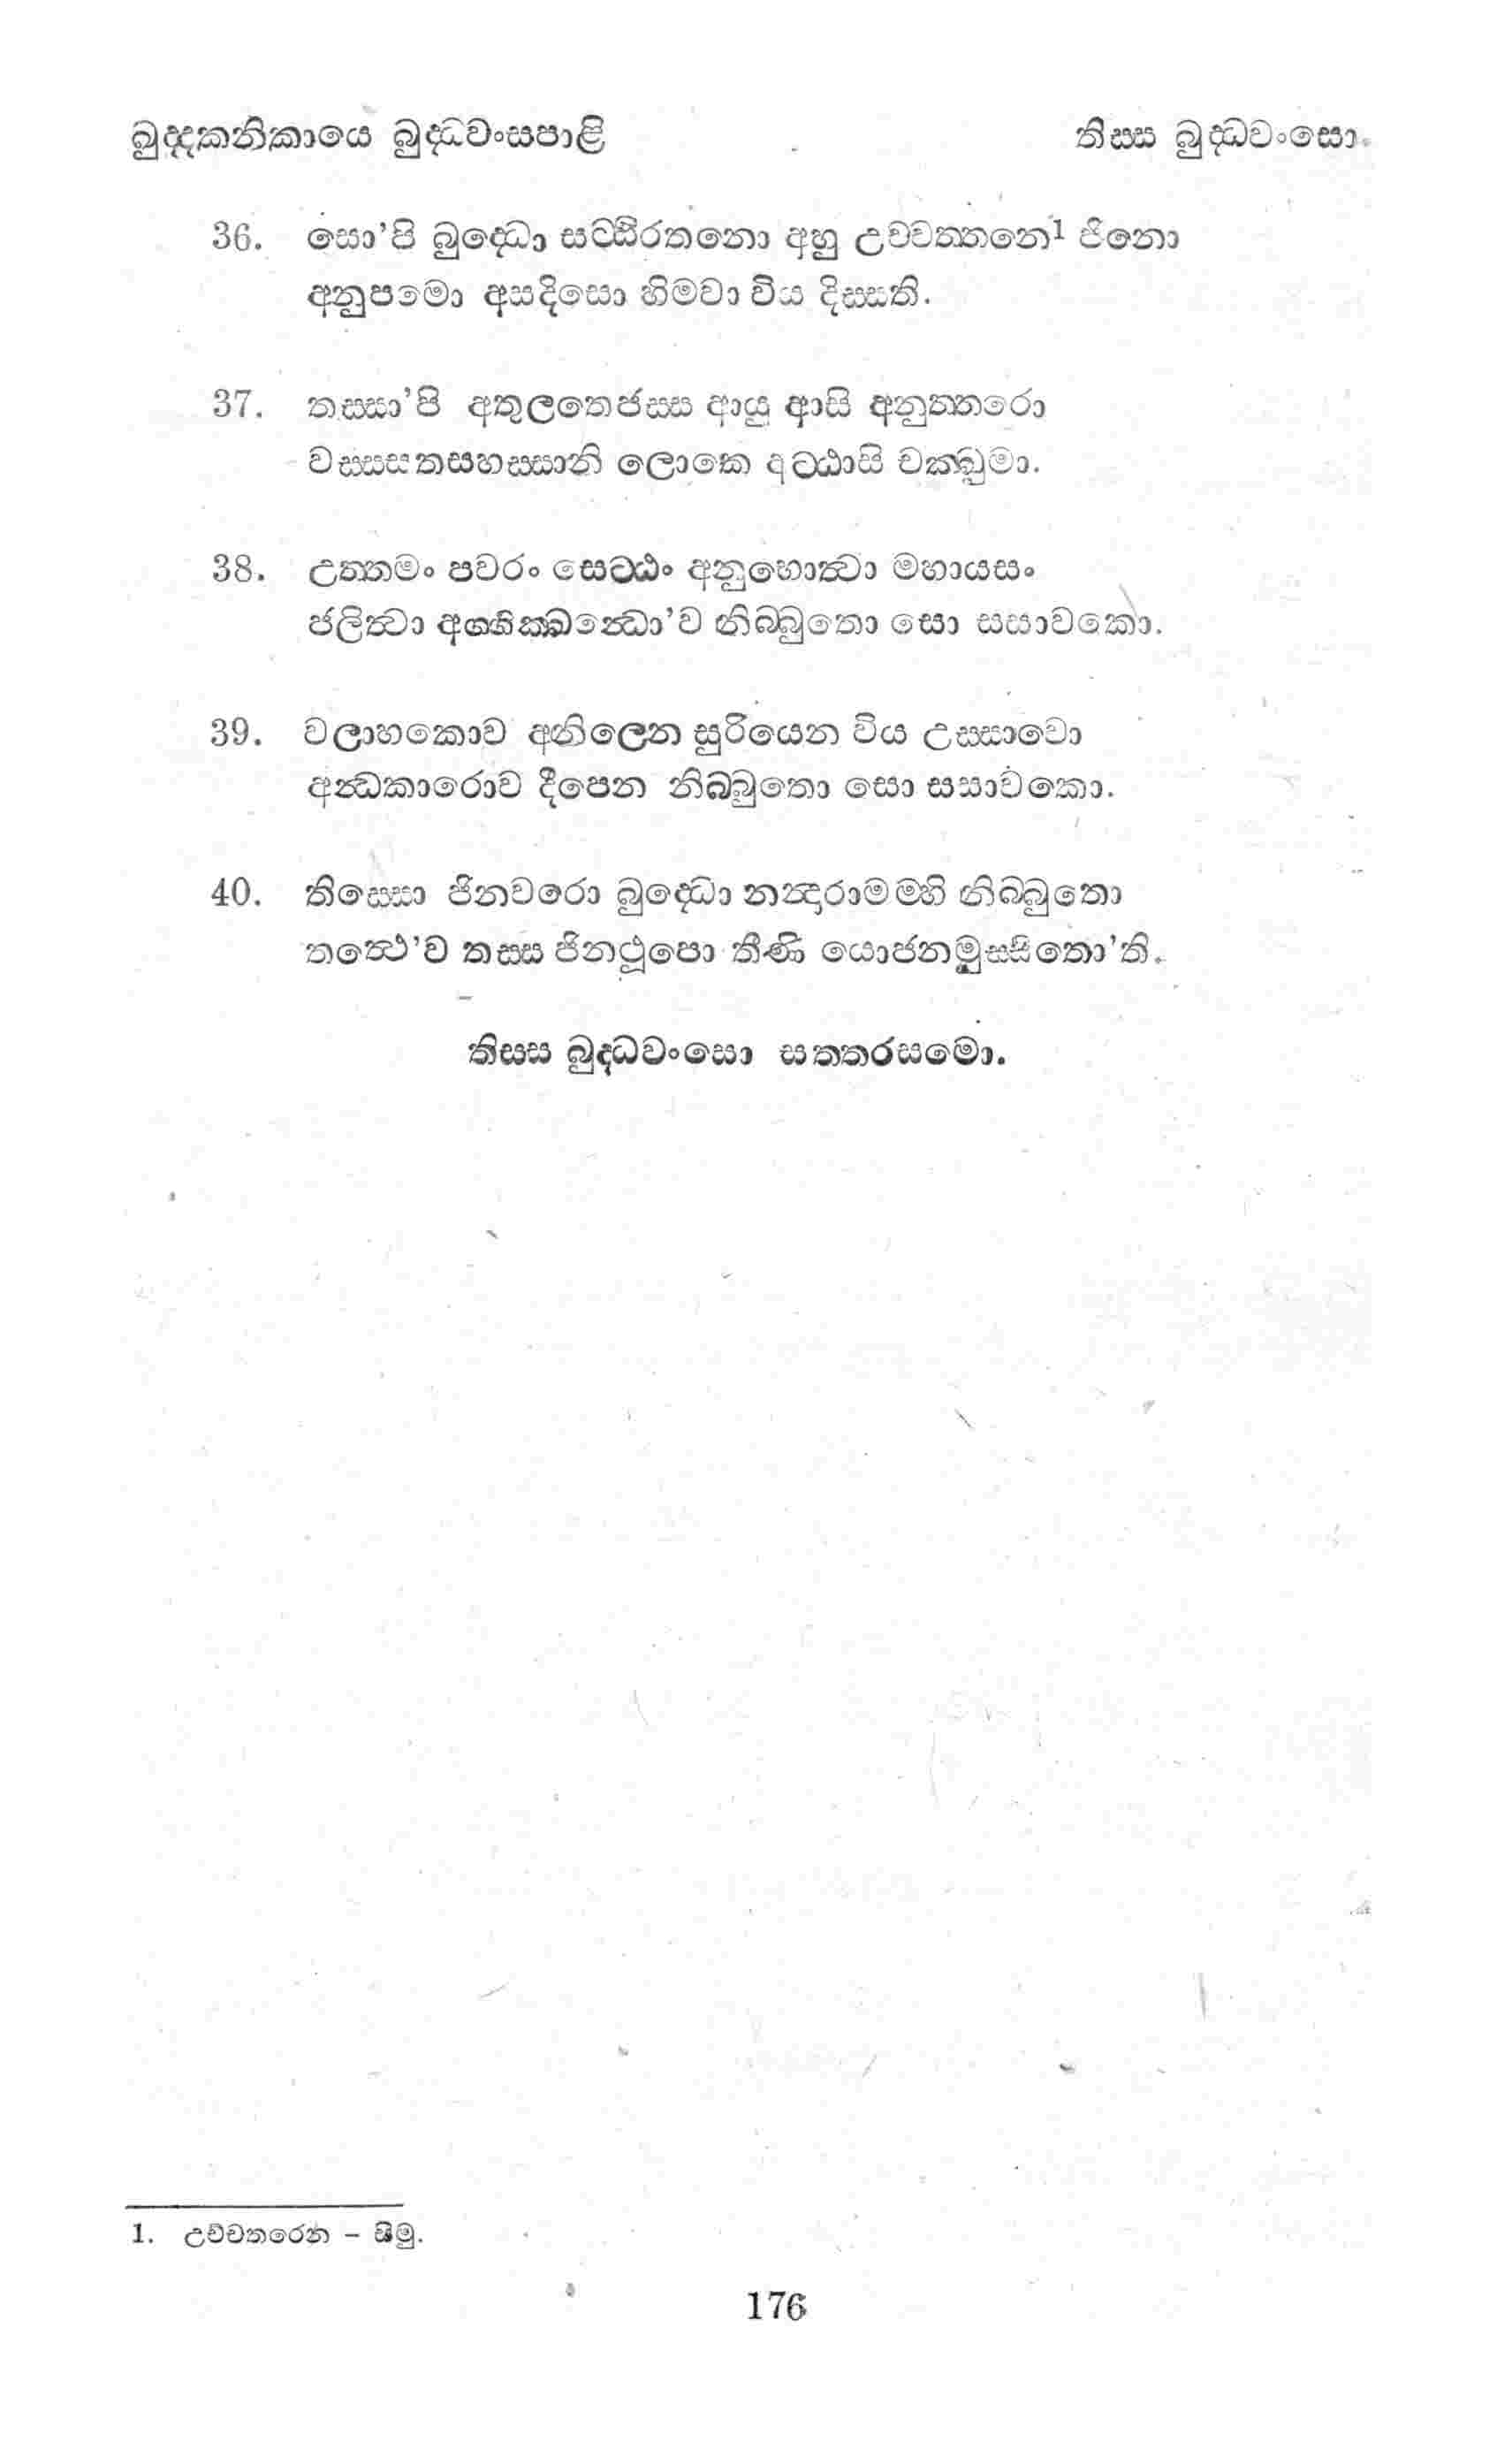 ඛුද්දකනිකායෙ බුද්ධවංසපාළි තිස්ස බුද්ධවංසො.
36. සො'පි බුද්ධො සට්ඨිරතනො අහු උච්චත්තනෙ1 ජිනො
අනුපමො අසදිසො හිමවා විය දිස්සති.
37. තස්සා'පි අතුලතෙජස්ස ආයු ආසි අනුත්තරො
වස්සසතසහස්සානි ලොකෙ අට්ඨාසි චක්ඛුමා.
38. උත්තමං පවරං සෙට්ඨං අනුභොත්වා මහායසං
ජලිත්වා අග්ගික්ඛන්ධො'ව නිබ්බුතො සො සසාවකො.
39. වලාහකොව අනිලෙන සුරියෙන විය උස්සාවො
අන්ධකාරොව දීපෙන නිබ්බුතො සො සසාවකො.
40. තිස්සො ජිනවරො බුද්ධො නන්දාරාමම්හි නිබ්බුතො
තත්ථෙ'ව තස්ස ජිනථූපො තීණි යොජනමුස්සිතො'ති.
තිස්ස බුද්ධවංසො සත්තරසමො.
1. උච්චතරෙන – සිමු.
176